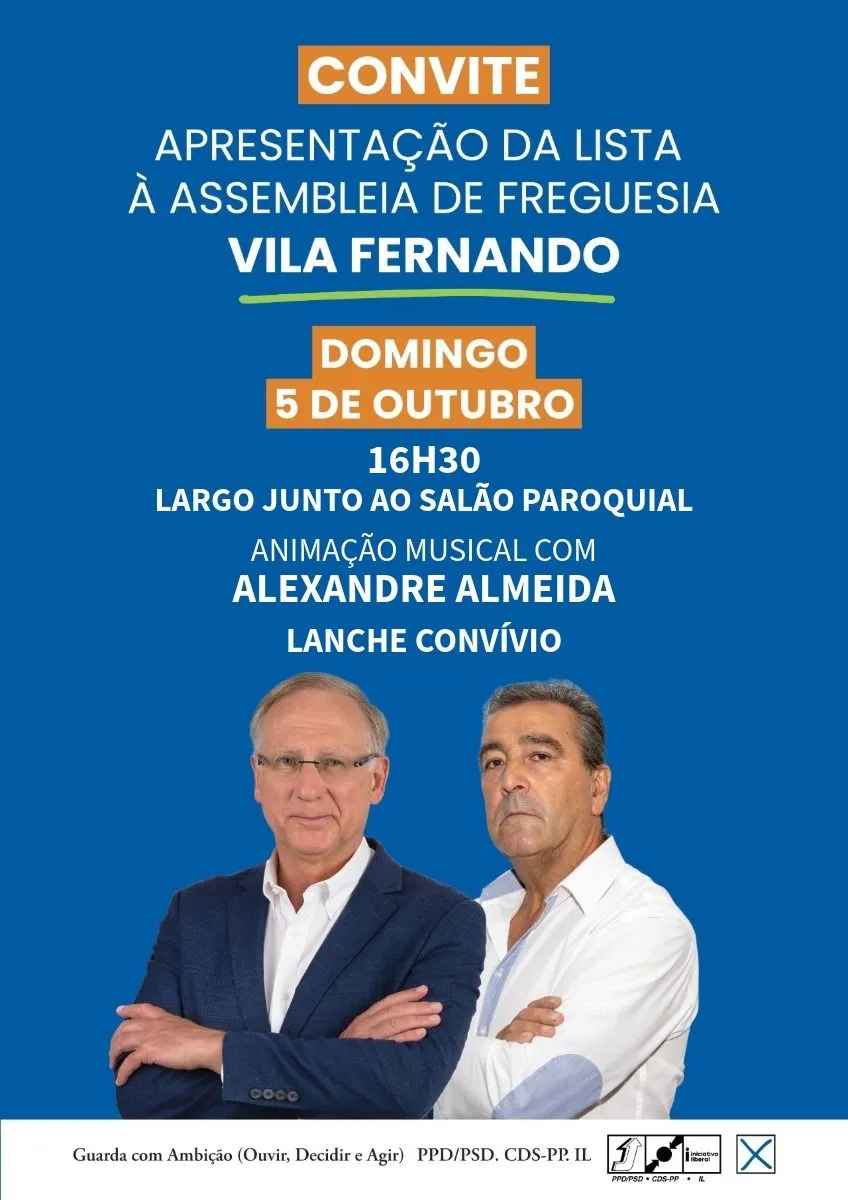 CONVITE
APRESENTAÇÃO DA LISTA
À ASSEMBLEIA DE FREGUESIA
VILA FERNANDO
DOMINGO
5 DE OUTUBRO
16H30
LARGO JUNTO AO SALÃO PAROQUIAL
ANIMAÇÃO MUSICAL COM
ALEXANDRE ALMEIDA
LANCHE CONVÍVIO
Guarda com Ambição (Ouvir, Decidir e Agir) PPD/PSD. CDS-PP. IL
iniciativa
liberal
PPD/PSD • CDS-PP • IL